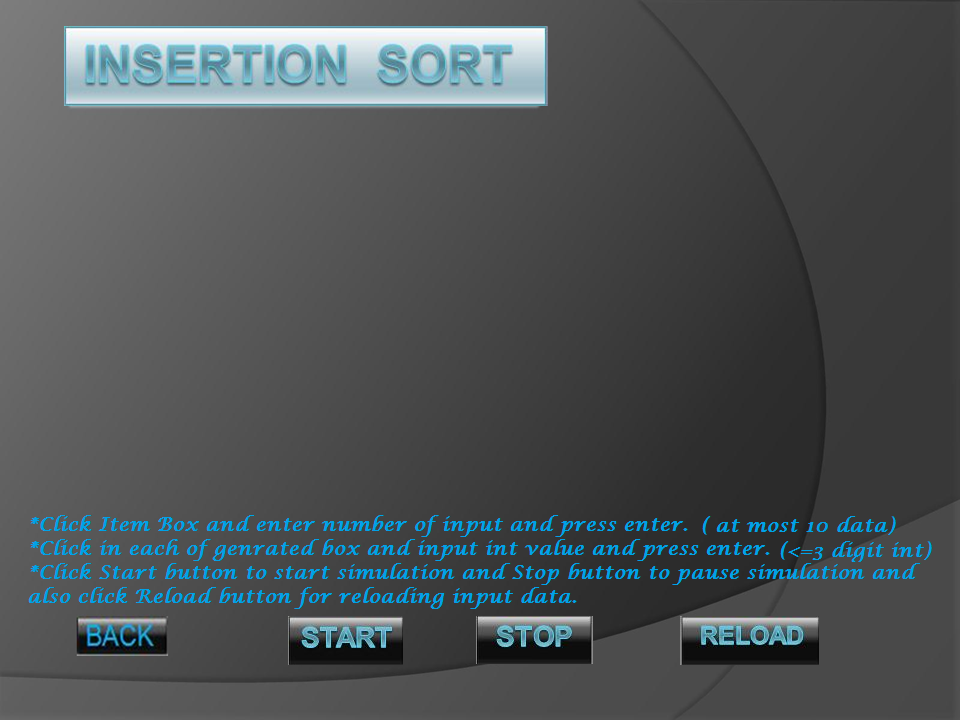 INSERTION SORT
*Click Item Box and enter number of input and press enter. ( at most 10 data)
*Click in each of genrated box and input int value and press enter. (<=3 digit int)
*Click Start button to start simulation and Stop button to pause simulation and
also click Reload button for reloading input data.
BACK START STOP RELOAD